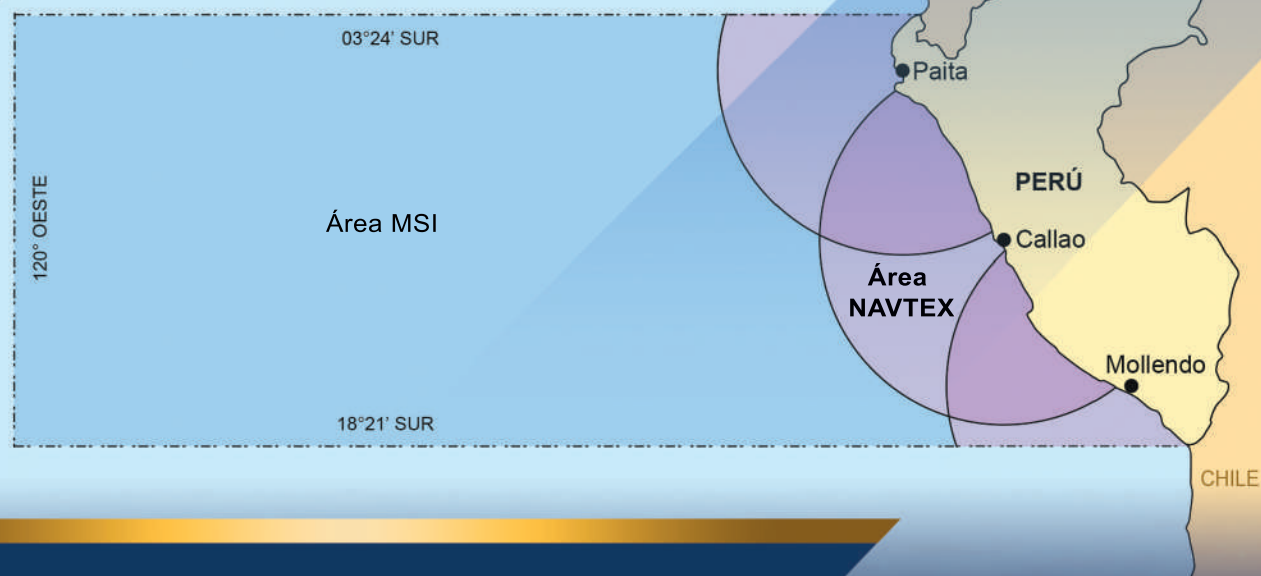 03°24' SUR
Paita
120° OESTE
PERÚ
Área MSI
Callao
Área
NAVTEX
Mollendo
18°21' SUR
CHILE